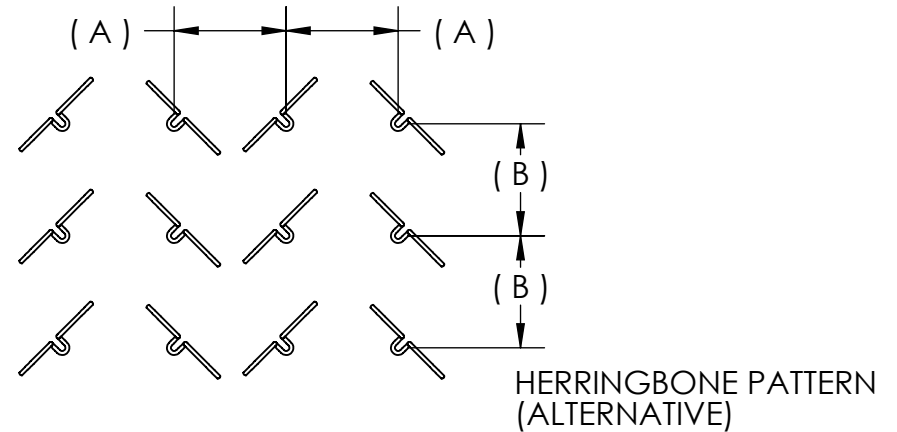 ( A ) ( A )
( B )
( B )
HERRINGBONE PATTERN
(ALTERNATIVE)